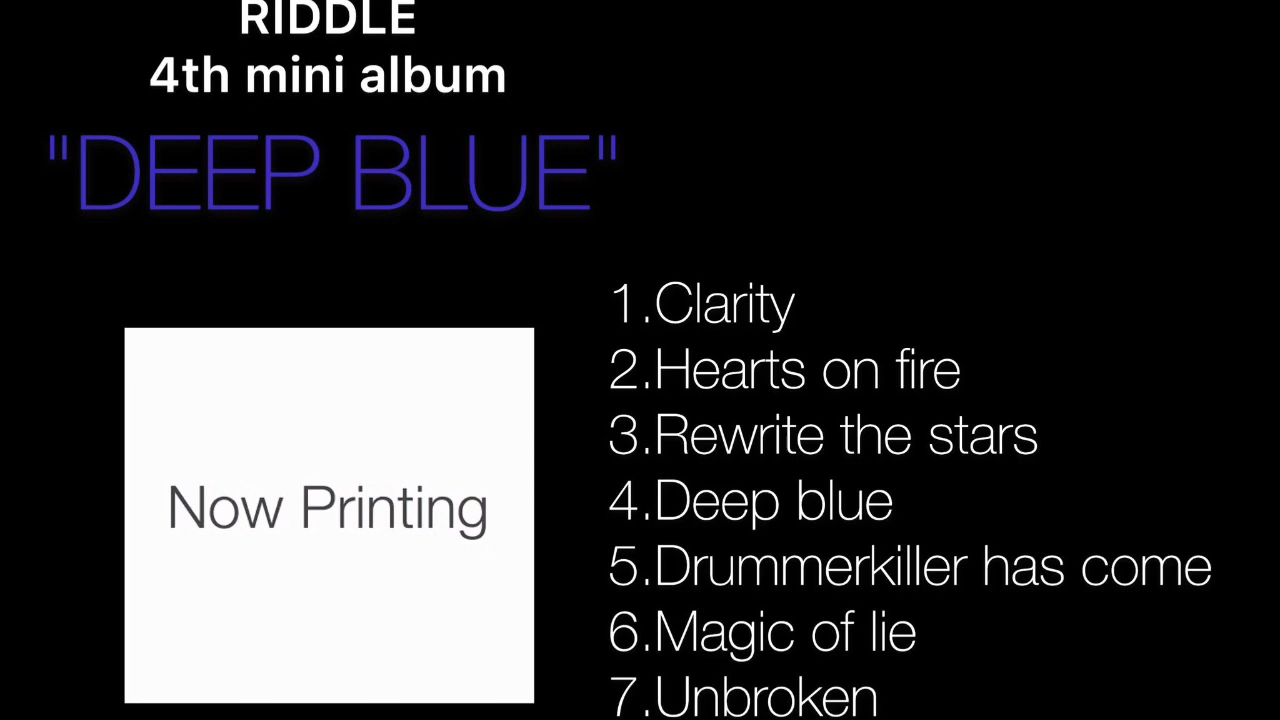 RIDDLE
4th mini album
"DEEP BLUE"
Now Printing
1.Clarity
2.Hearts on fire
3.Rewrite the stars
4.Deep blue
5.Drummerkiller has come
6.Magic of lie
7.Unbroken